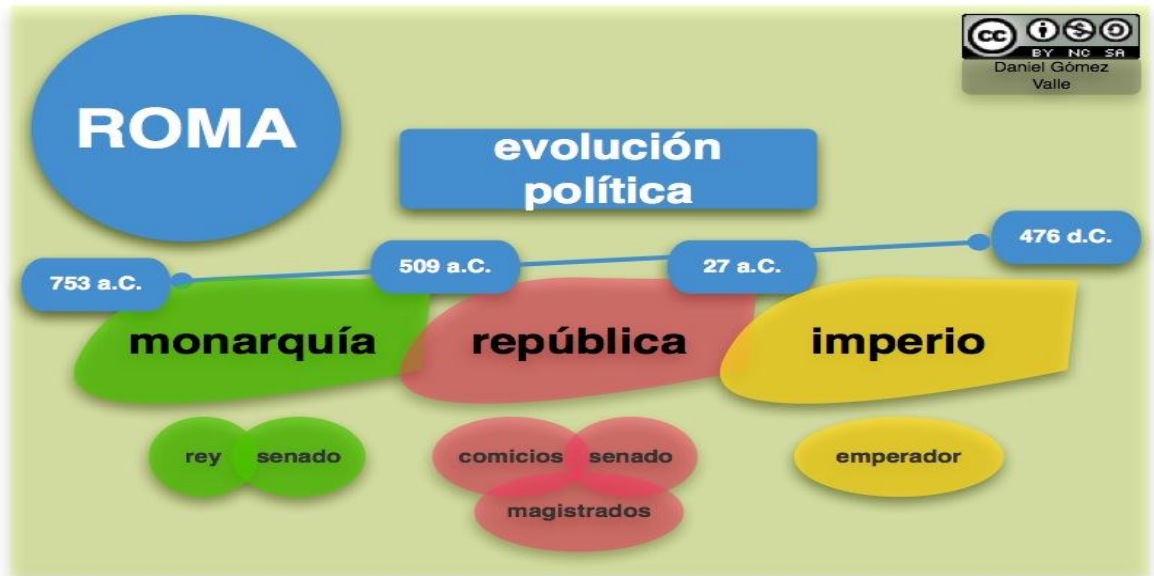 ROMA
evolución
política
cc
BY NC SA
Daniel Gómez
Valle
753 a.C.
509 a.C.
27 a.C.
476 d.C.
monarquía
república
imperio
rey
senado
comicios
senado
magistrados
emperador